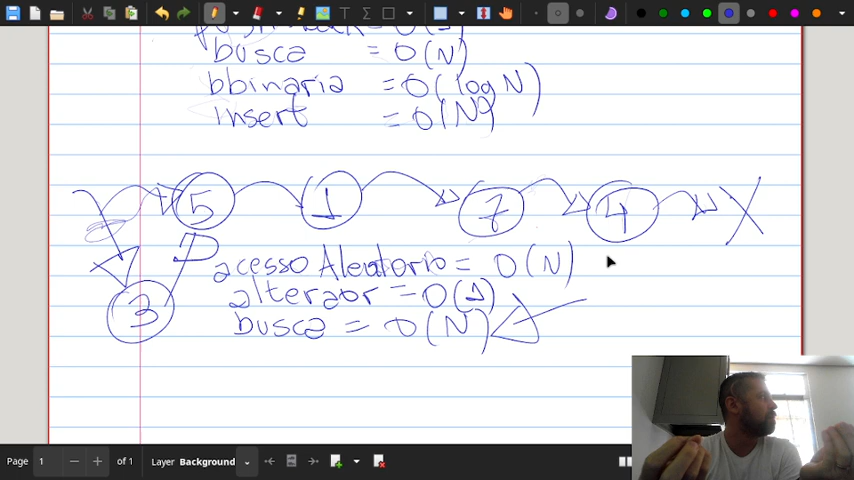 busca = O(N)
bbinaria = O(log N)
insert = O(N)
5 1 7 4 X
3
acesso Aleatorio = O(N)
alteraor = O(1)
busca = O(N)
Page 1 of 1 Layer Background